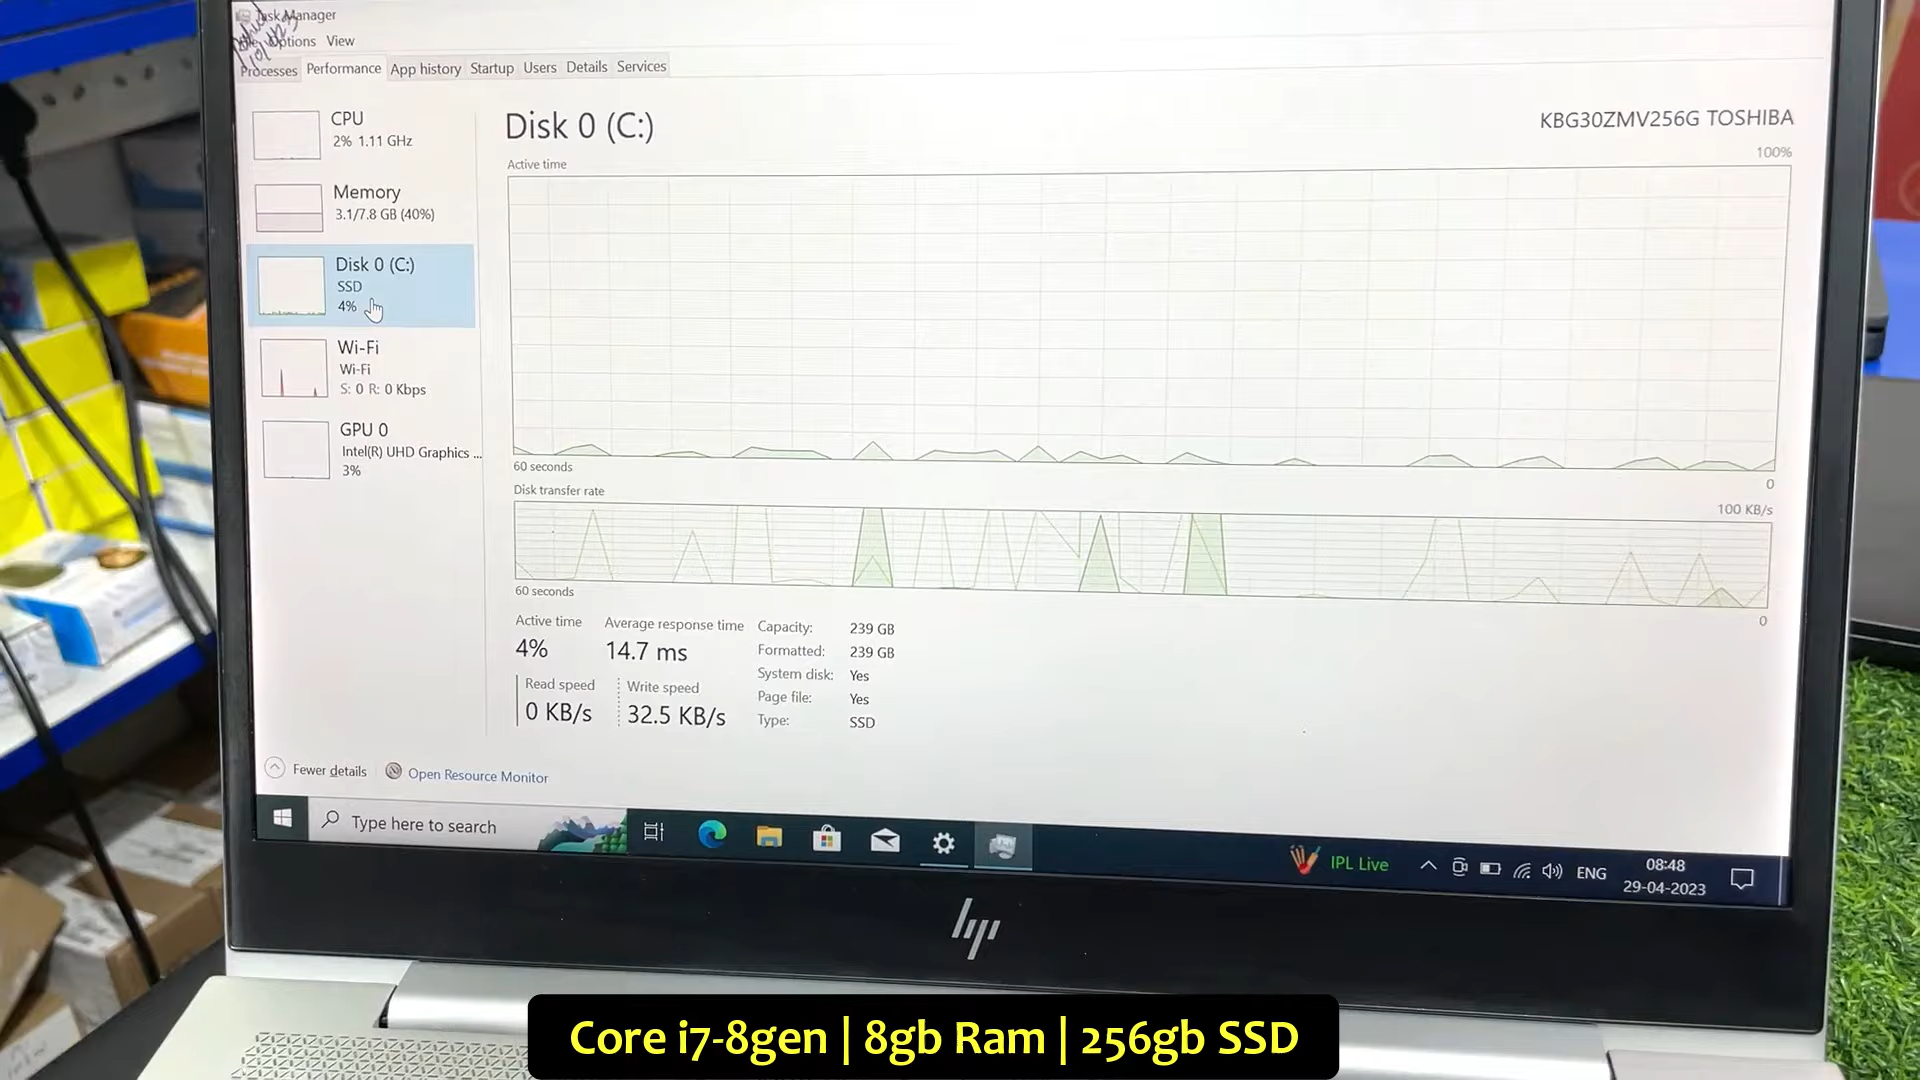 Task Manager
Options View
Processes Performance App history Startup Users Details Services
CPU
2% 1.11 GHz
Memory
3.1/7.8 GB (40%)
Disk 0 (C:)
SSD
4%
Wi-Fi
Wi-Fi
S: 0 R: 0 Kbps
GPU 0
Intel(R) UHD Graphics ...
3%
Disk 0 (C:)
KBG30ZMV256G TOSHIBA
Active time
100%
60 seconds
0
Disk transfer rate
100 KB/s
60 seconds
0
Active time
4%
Average response time
14.7 ms
Read speed
0 KB/s
Write speed
32.5 KB/s
Capacity: 239 GB
Formatted: 239 GB
System disk: Yes
Page file: Yes
Type: SSD
Fewer details
Open Resource Monitor
Type here to search
IPL Live
ENG
08:48
29-04-2023
hp
Core i7-8gen | 8gb Ram | 256gb SSD